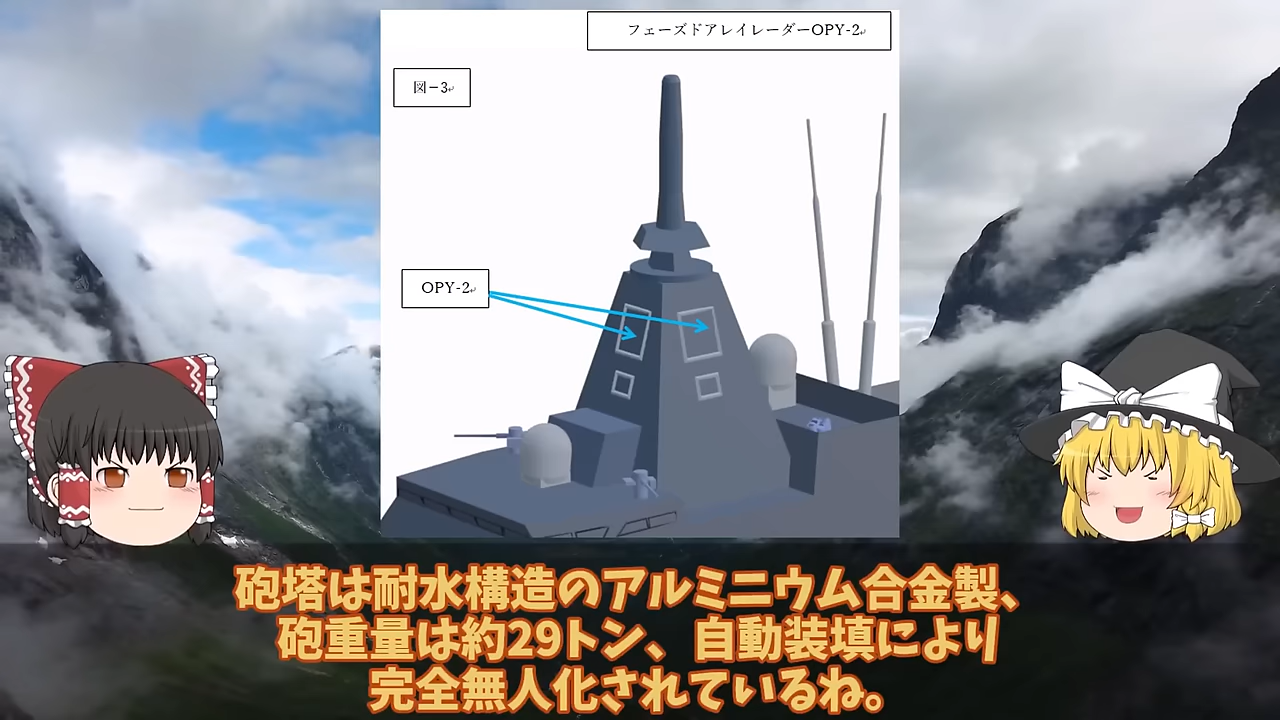 フェーズドアレイレーダーOPY-2
図－3
OPY-2
砲塔は耐水構造のアルミニウム合金製、
砲重量は約29トン、自動装填により
完全無人化されているね。